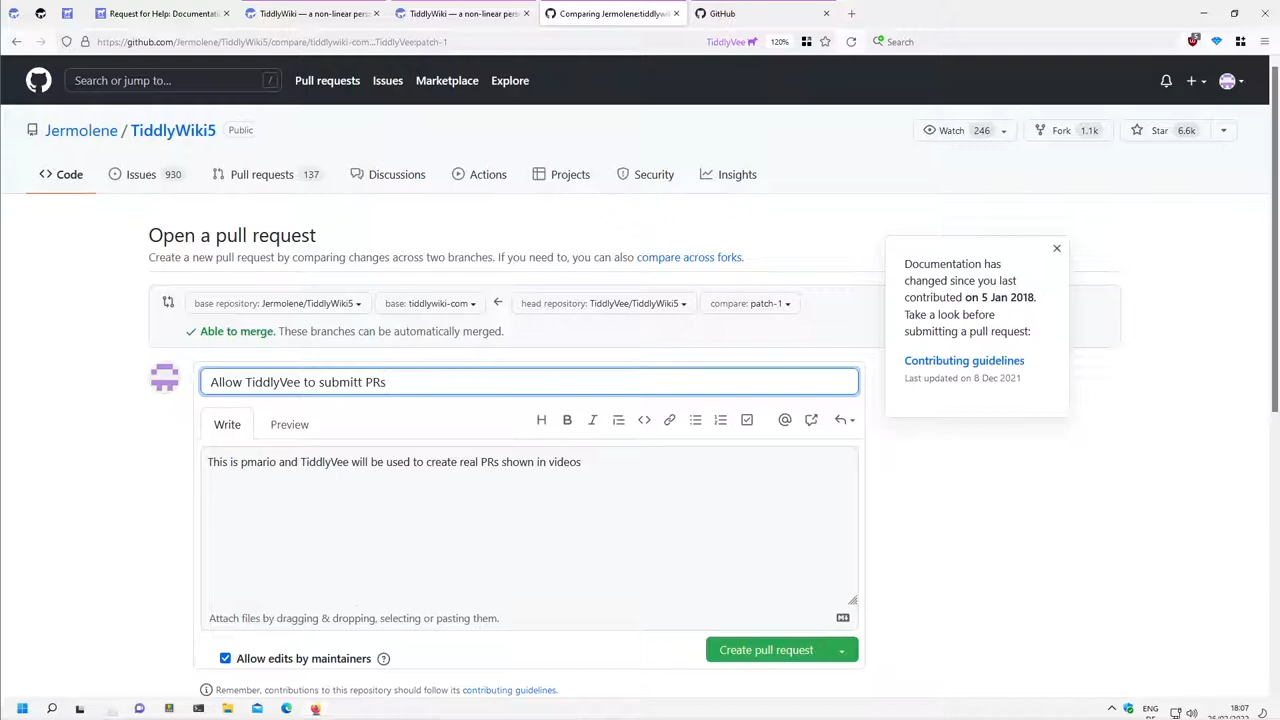 Request for Help: Documentati
TiddlyWiki — a non-linear perso
TiddlyWiki — a non-linear perso
Comparing Jermolene:tiddlywi
GitHub
https://github.com/Jermolene/TiddlyWiki5/compare/tiddlywiki-com...TiddlyVee:patch-1
TiddlyVee
120%
Search
5
Search or jump to...
/
Pull requests
Issues
Marketplace
Explore
Jermolene / TiddlyWiki5
Public
Watch 246
Fork 1.1k
Star 6.6k
Code
Issues 930
Pull requests 137
Discussions
Actions
Projects
Security
Insights
Open a pull request
Create a new pull request by comparing changes across two branches. If you need to, you can also compare across forks.
base repository: Jermolene/TiddlyWiki5
base: tiddlywiki-com
head repository: TiddlyVee/TiddlyWiki5
compare: patch-1
Able to merge. These branches can be automatically merged.
Documentation has
changed since you last
contributed on 5 Jan 2018.
Take a look before
submitting a pull request:
Contributing guidelines
Last updated on 8 Dec 2021
Allow TiddlyVee to submitt PRs
Write
Preview
This is pmario and TiddlyVee will be used to create real PRs shown in videos
Attach files by dragging & dropping, selecting or pasting them.
Allow edits by maintainers
Create pull request
Remember, contributions to this repository should follow its contributing guidelines.
ENG
18:07